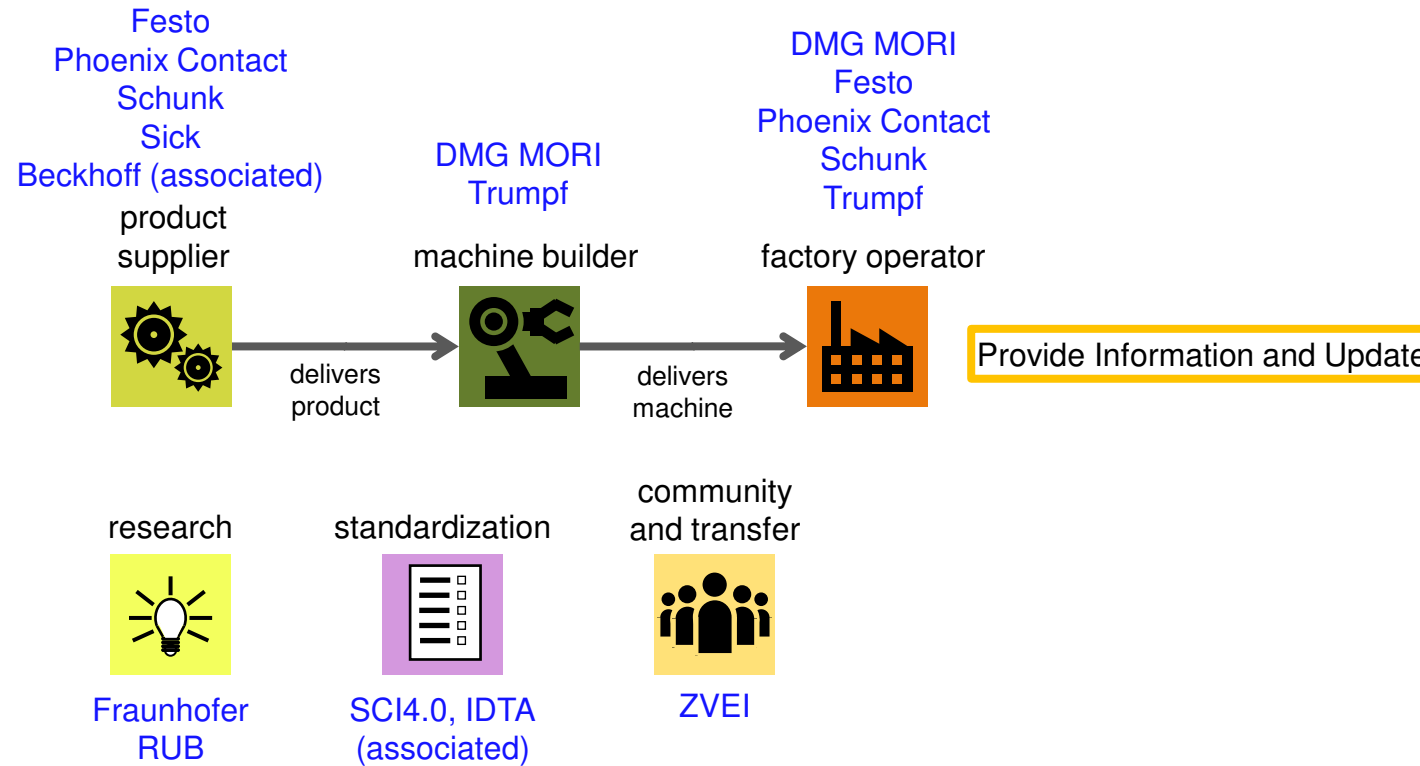 Festo
Phoenix Contact
Schunk
Sick
Beckhoff (associated)
product
supplier
DMG MORI
Trumpf
machine builder
DMG MORI
Festo
Phoenix Contact
Schunk
Trumpf
factory operator
delivers
product
delivers
machine
Provide Information and Update
research
standardization
community
and transfer
Fraunhofer
RUB
SCI4.0, IDTA
(associated)
ZVEI